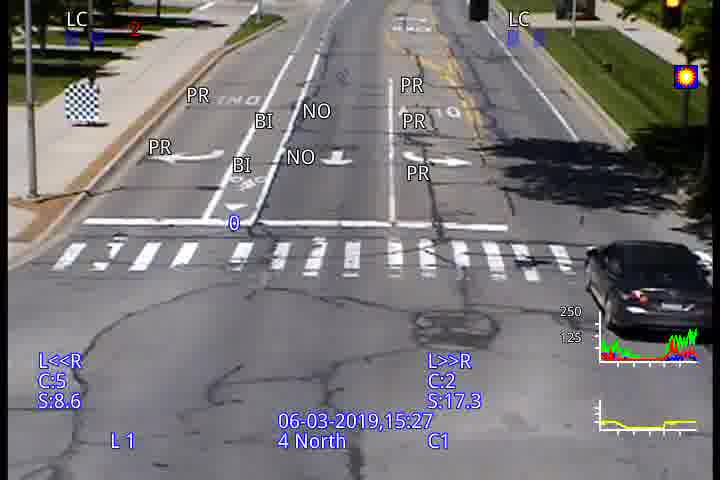 LC
2
LC
PR
PR
NO
PR
BI
PR
NO
BI
PR
0
250
125
L<<R
L>>R
C:5
C:2
S:8.6
S:17.3
06-03-2019,15:27
L 1
4 North
C1